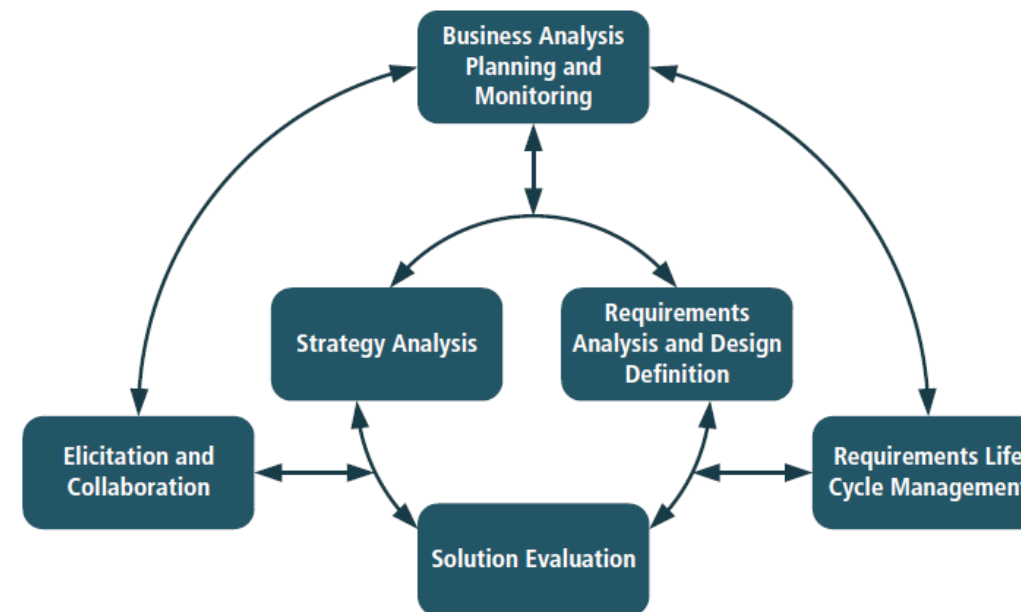 Business Analysis
Planning and
Monitoring
Strategy Analysis
Requirements
Analysis and Design
Definition
Elicitation and
Collaboration
Requirements Life
Cycle Management
Solution Evaluation